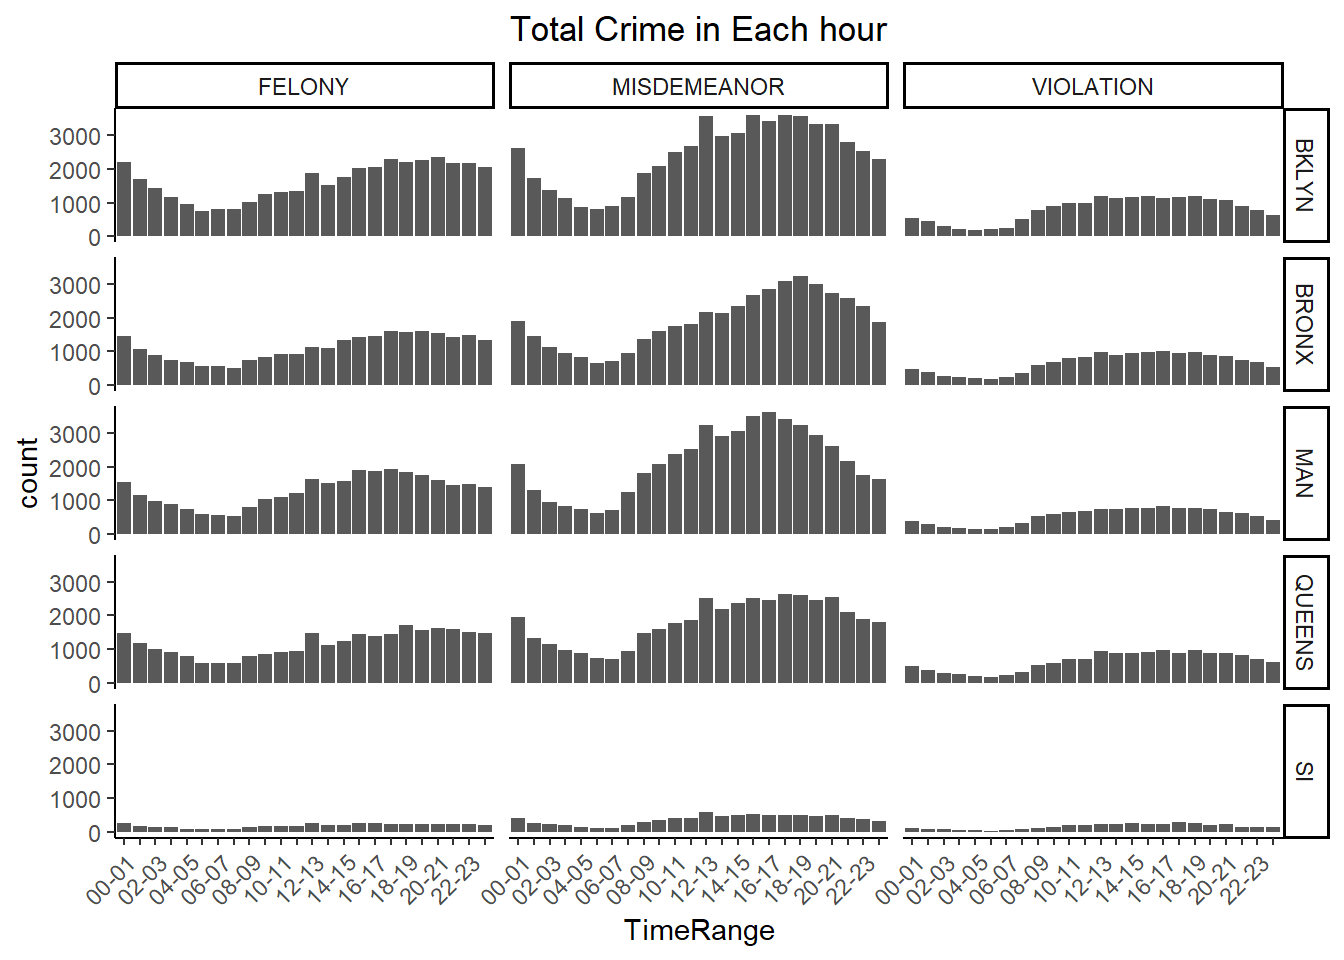 Total Crime in Each hour
FELONY
MISDEMEANOR
VIOLATION
3000
2000
1000
0
BKLYN
3000
2000
1000
0
BRONX
3000
2000
1000
0
MAN
3000
2000
1000
0
QUEENS
3000
2000
1000
0
SI
count
00-01 02-03 04-05 06-07 08-09 10-11 12-13 14-15 16-17 18-19 20-21 22-23
00-01 02-03 04-05 06-07 08-09 10-11 12-13 14-15 16-17 18-19 20-21 22-23
00-01 02-03 04-05 06-07 08-09 10-11 12-13 14-15 16-17 18-19 20-21 22-23
TimeRange